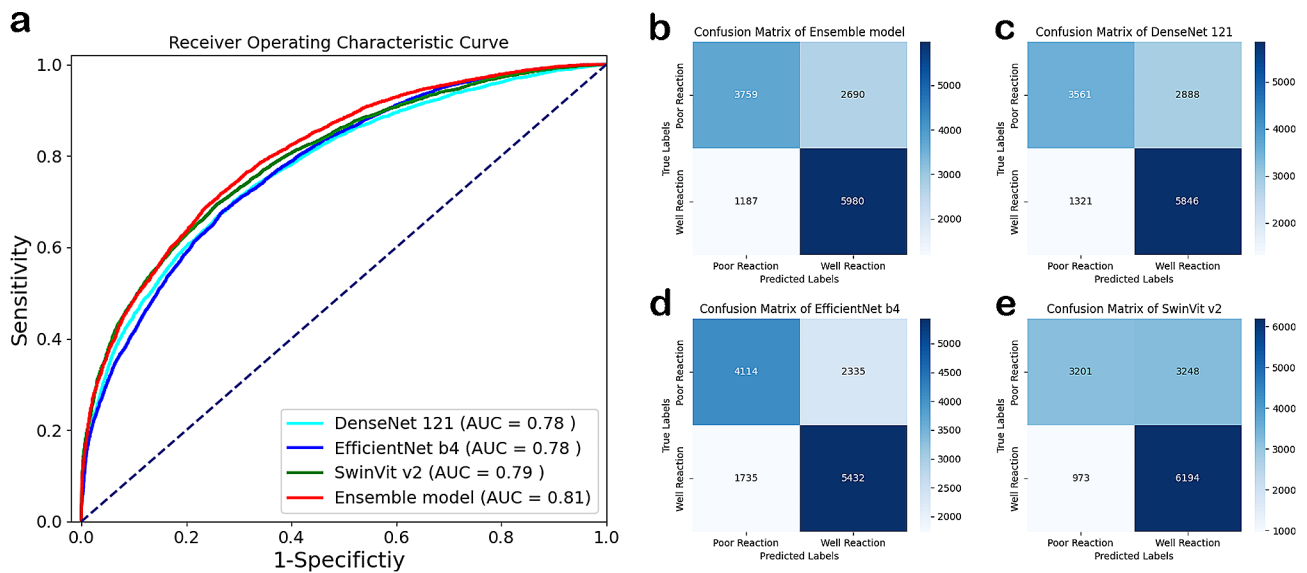 a
Receiver Operating Characteristic Curve
1.0
0.8
0.6
0.4
0.2
0.0
Sensitivity
0.0 0.2 0.4 0.6 0.8 1.0
1-Specifictiy
DenseNet 121 (AUC = 0.78 )
EfficientNet b4 (AUC = 0.78 )
SwinVit v2 (AUC = 0.79 )
Ensemble model (AUC = 0.81)
b
Confusion Matrix of Ensemble model
True Labels
Poor Reaction
Well Reaction
3759 2690
1187 5980
Poor Reaction Well Reaction
Predicted Labels
5000
4000
3000
2000
c
Confusion Matrix of DenseNet 121
True Labels
Poor Reaction
Well Reaction
3561 2888
1321 5846
Poor Reaction Well Reaction
Predicted Labels
5000
4000
3000
2000
d
Confusion Matrix of EfficientNet b4
True Labels
Poor Reaction
Well Reaction
4114 2335
1735 5432
Poor Reaction Well Reaction
Predicted Labels
5000
4500
4000
3500
3000
2500
2000
e
Confusion Matrix of SwinVit v2
True Labels
Poor Reaction
Well Reaction
3201 3248
973 6194
Poor Reaction Well Reaction
Predicted Labels
6000
5000
4000
3000
2000
1000